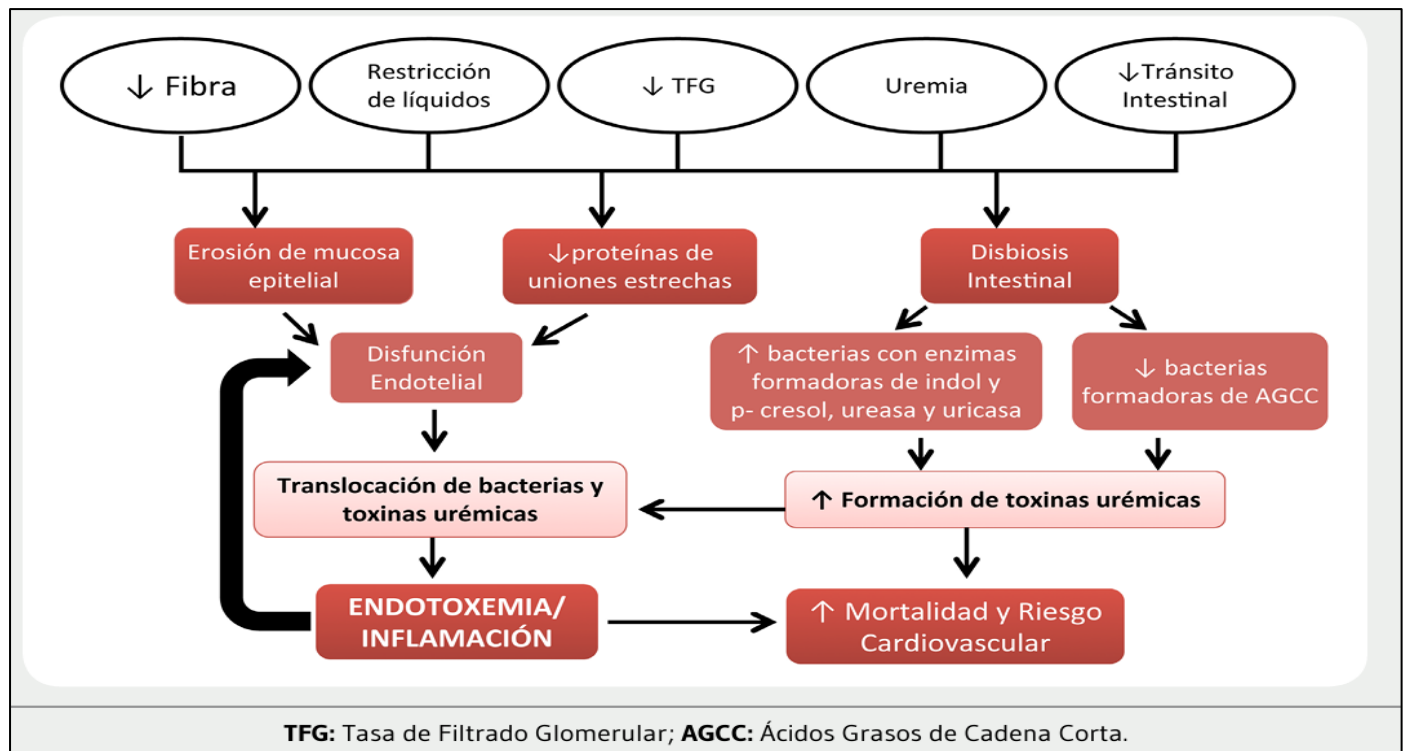 ↓ Fibra
Restricción
de líquidos
↓ TFG
Uremia
↓Tránsito
Intestinal
Erosión de mucosa
epitelial
↓proteínas de
uniones estrechas
Disbiosis
Intestinal
Disfunción
Endotelial
↑ bacterias con enzimas
formadoras de indol y
p- cresol, ureasa y uricasa
↓ bacterias
formadoras de AGCC
Translocación de bacterias y
toxinas urémicas
↑ Formación de toxinas urémicas
ENDOTOXEMIA/
INFLAMACIÓN
↑ Mortalidad y Riesgo
Cardiovascular
TFG: Tasa de Filtrado Glomerular; AGCC: Ácidos Grasos de Cadena Corta.